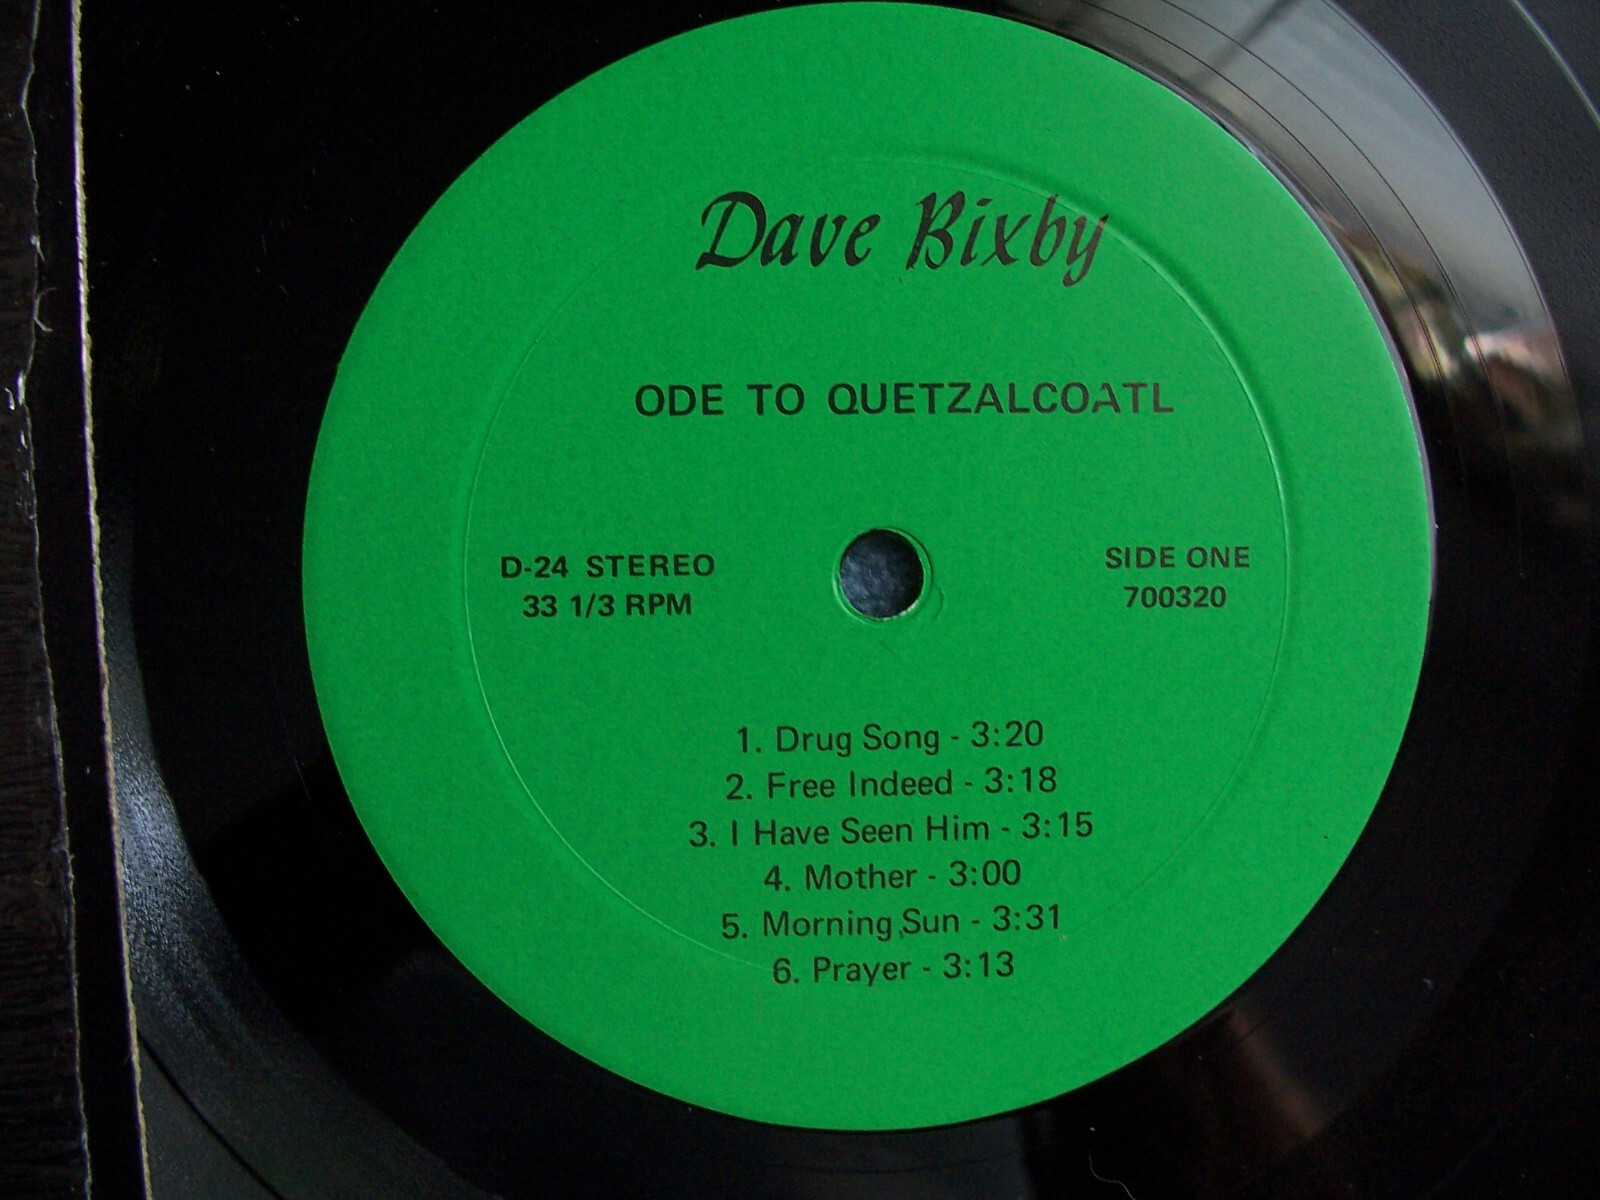 Dave Bixby
ODE TO QUETZALCOATL
D-24 STEREO
33 1/3 RPM
SIDE ONE
700320
1. Drug Song - 3:20
2. Free Indeed - 3:18
3. I Have Seen Him - 3:15
4. Mother - 3:00
5. Morning Sun - 3:31
6. Prayer - 3:13